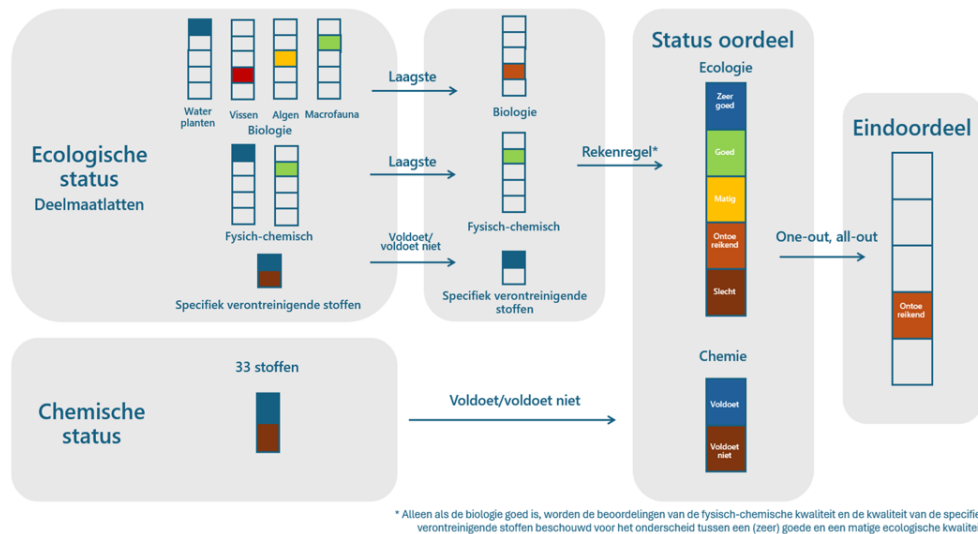 Ecologische
status
Deelmaatlatten
Water
planten
Vissen
Algen
Macrofauna
Biologie
Fysich-chemisch
Specifiek verontreinigende stoffen
Laagste
Laagste
Voldoet/
voldoet niet
Biologie
Fysisch-chemisch
Specifiek verontreinigende
stoffen
Rekenregel*
Status oordeel
Ecologie
Zeer
goed
Goed
Matig
Ontoe
reikend
Slecht
One-out, all-out
Eindoordeel
Ontoe
reikend
Chemische
status
33 stoffen
Voldoet/voldoet niet
Chemie
Voldoet
Voldoet
niet
* Alleen als de biologie goed is, worden de beoordelingen van de fysisch-chemische kwaliteit en de kwaliteit van de specifie
verontreinigende stoffen beschouwd voor het onderscheid tussen een (zeer) goede en een matige ecologische kwalitei